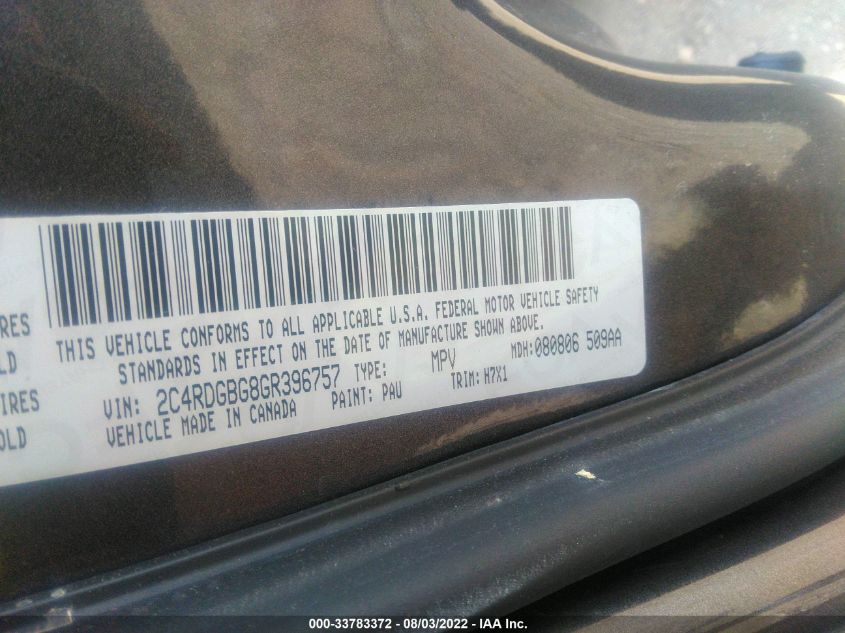 THIS VEHICLE CONFORMS TO ALL APPLICABLE U.S.A. FEDERAL MOTOR VEHICLE SAFETY
STANDARDS IN EFFECT ON THE DATE OF MANUFACTURE SHOWN ABOVE.
VIN: 2C4RDGBG8GR396757 TYPE: MPV MDH:080806 509AA
VEHICLE MADE IN CANADA PAINT: PAU TRIM: H7X1
IRES
OLD
IRES
OLD
000-33783372 - 08/03/2022 - IAA Inc.